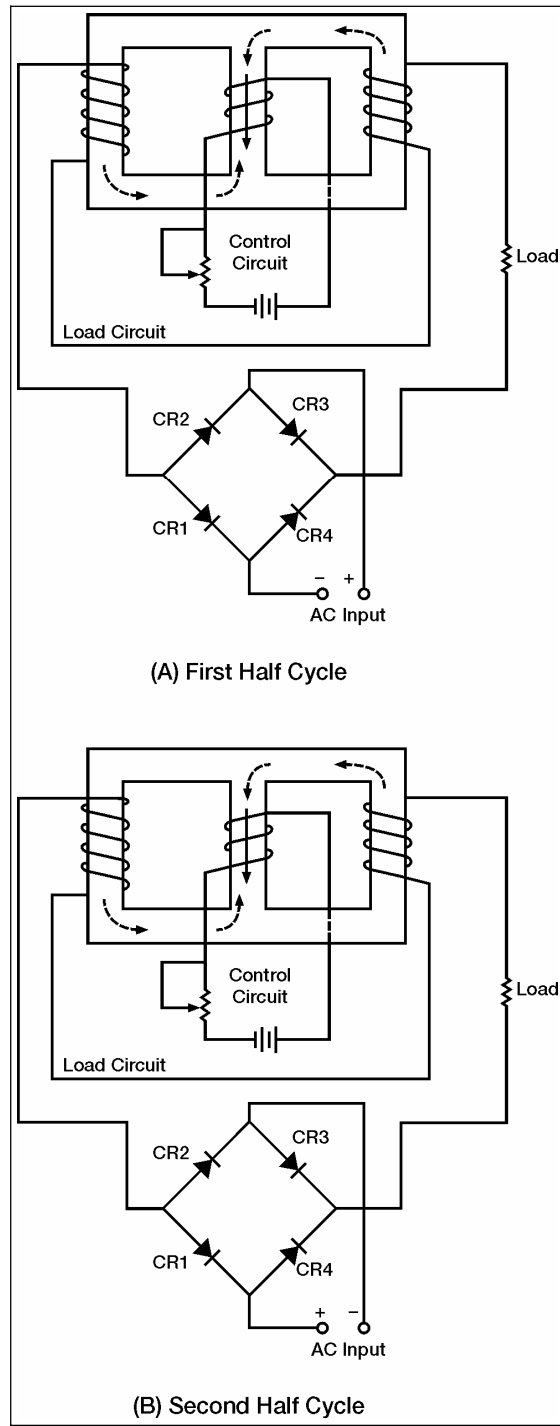 Control
Circuit
Load
Load Circuit
CR2
CR3
CR1
CR4
− +
AC Input
(A) First Half Cycle
Control
Circuit
Load
Load Circuit
CR2
CR3
CR1
CR4
+ −
AC Input
(B) Second Half Cycle